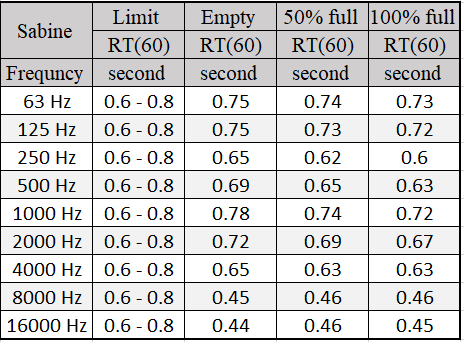 Sabine Limit Empty 50% full 100% full
RT(60) RT(60) RT(60) RT(60)
Frequncy second second second second
63 Hz 0.6 - 0.8 0.75 0.74 0.73
125 Hz 0.6 - 0.8 0.75 0.73 0.72
250 Hz 0.6 - 0.8 0.65 0.62 0.6
500 Hz 0.6 - 0.8 0.69 0.65 0.63
1000 Hz 0.6 - 0.8 0.78 0.74 0.72
2000 Hz 0.6 - 0.8 0.72 0.69 0.67
4000 Hz 0.6 - 0.8 0.65 0.63 0.63
8000 Hz 0.6 - 0.8 0.45 0.46 0.46
16000 Hz 0.6 - 0.8 0.44 0.46 0.45